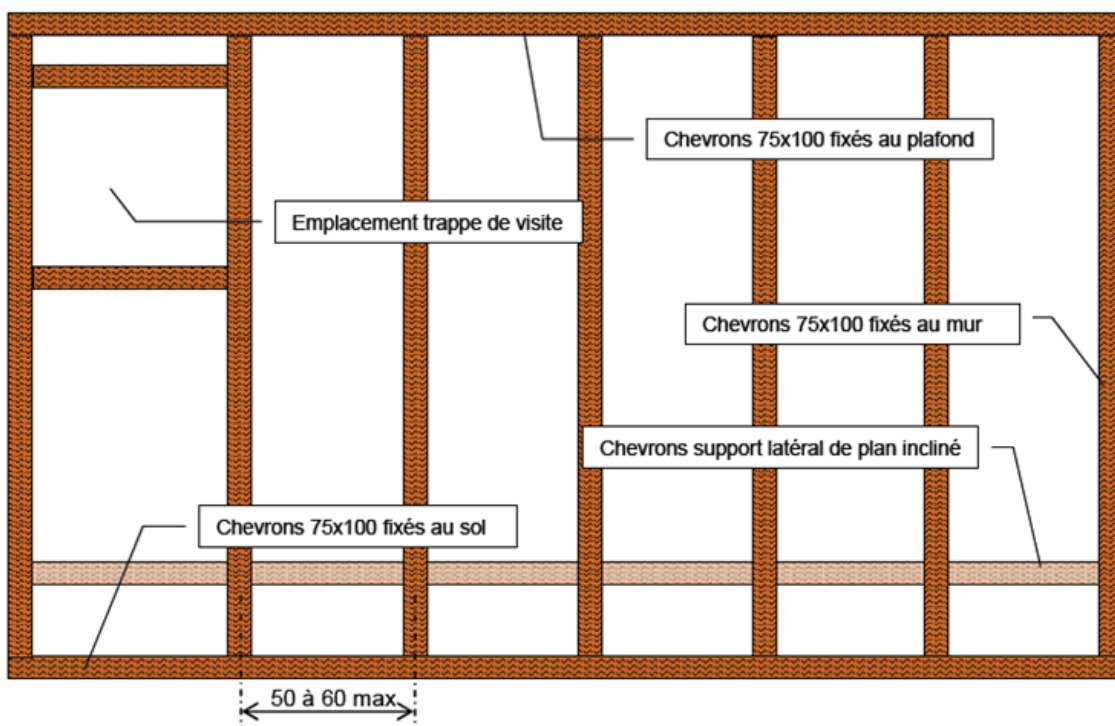 Chevrons 75x100 fixés au plafond
Emplacement trappe de visite
Chevrons 75x100 fixés au mur
Chevrons support latéral de plan incliné
Chevrons 75x100 fixés au sol
50 à 60 max